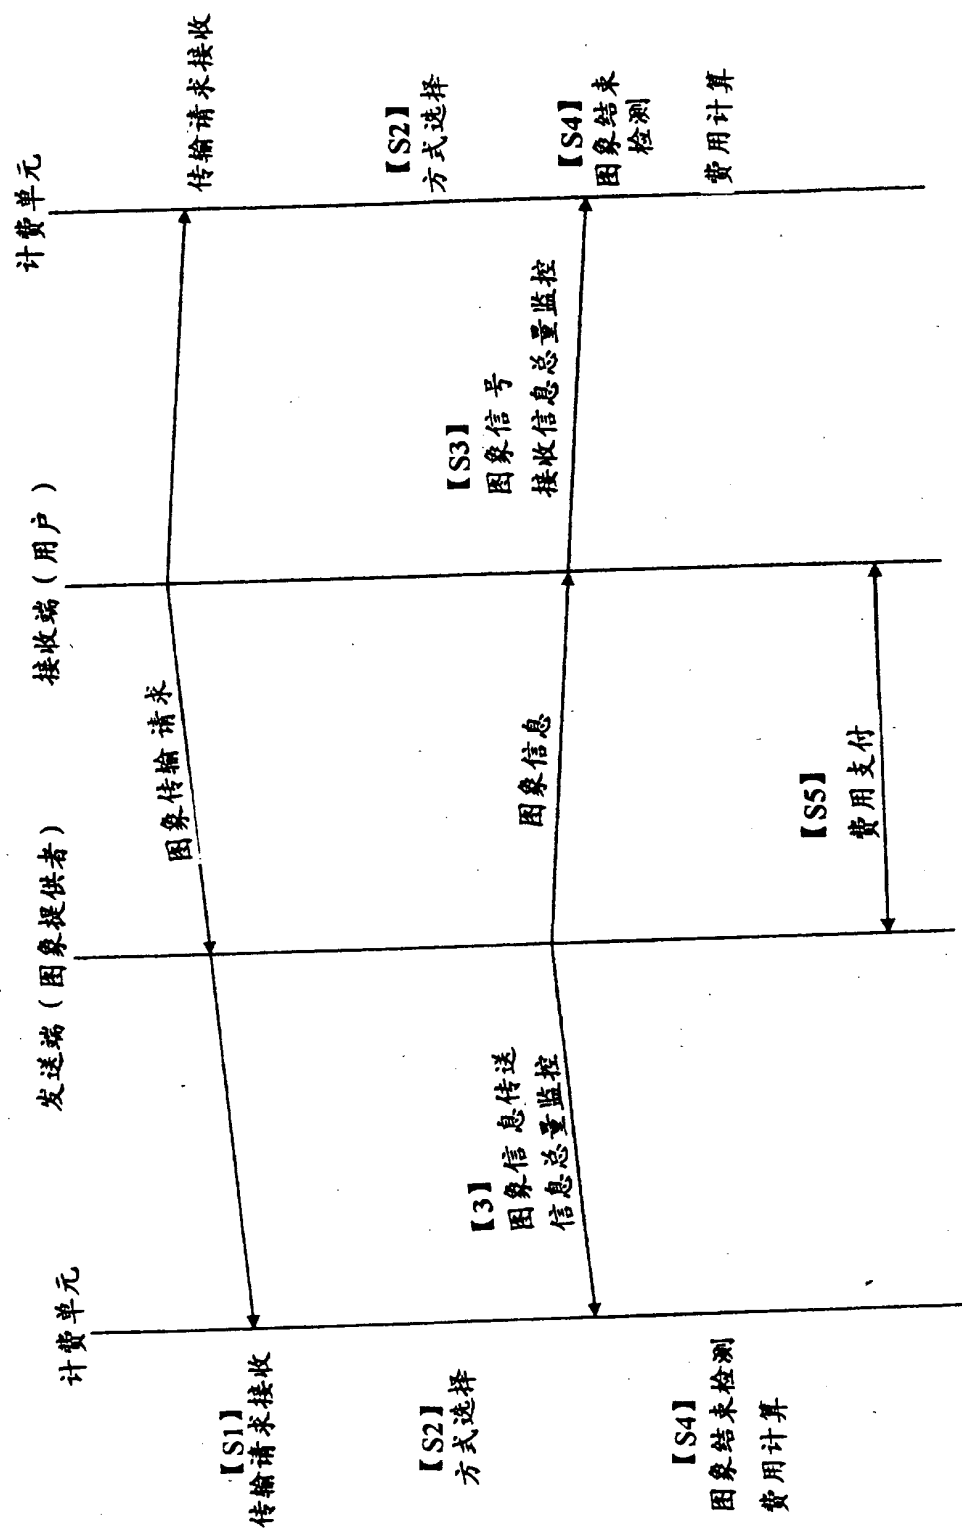 计费单元
发送端（图象提供者）
接收端（用户）
计费单元
【S1】
传输请求接收
图象传输请求
传输请求接收
【S2】
方式选择
【S2】
方式选择
【3】
图象信息传送
信息总量监控
图象信息
【S3】
图象信号
接收信息总量监控
【S4】
图象结束
检测
费用计算
【S4】
图象结束检测
费用计算
【S5】
费用支付